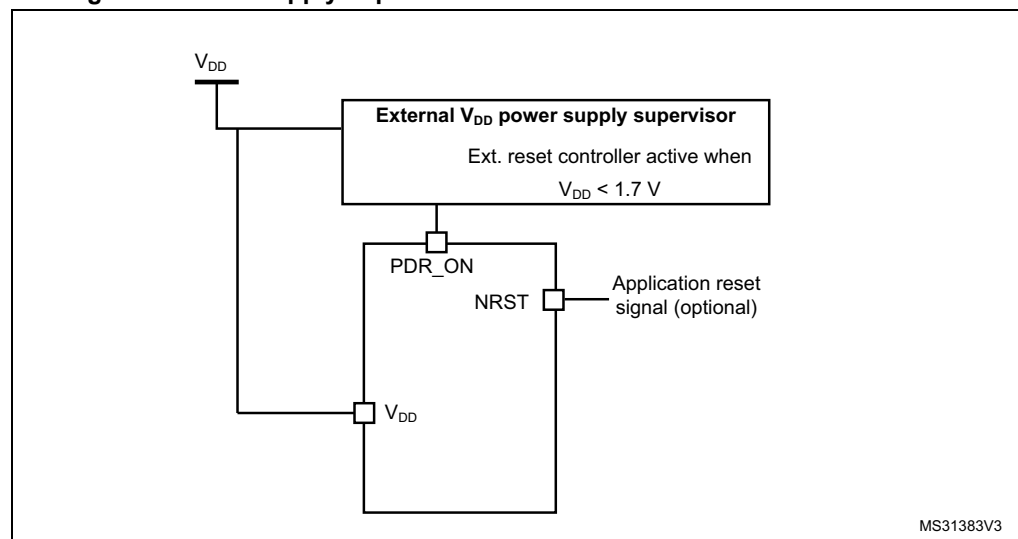 V_DD
External V_DD power supply supervisor
Ext. reset controller active when
V_DD < 1.7 V
PDR_ON
NRST
Application reset
signal (optional)
V_DD
MS31383V3